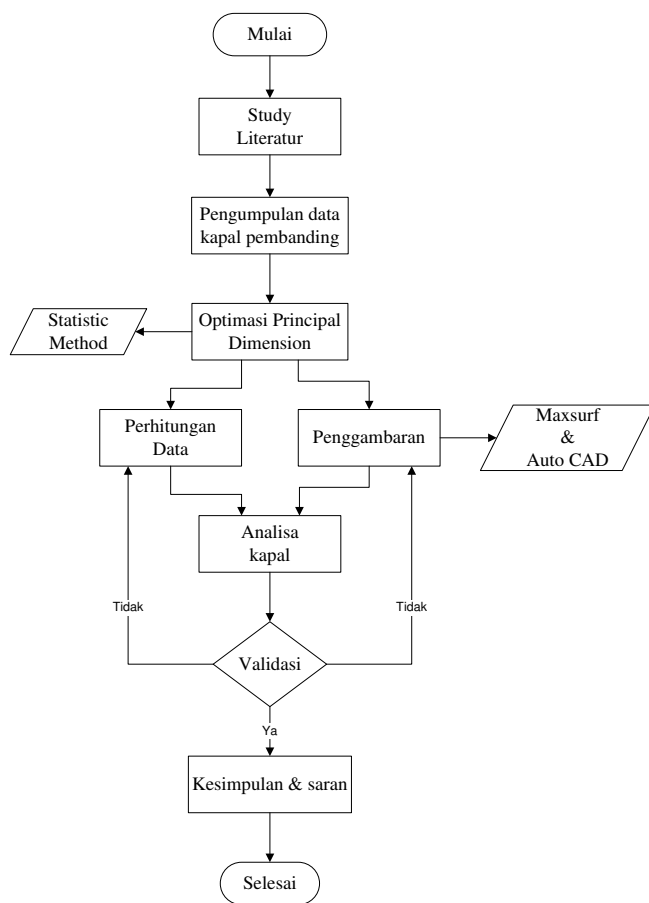 Mulai
Study
Literatur
Pengumpulan data
kapal pembanding
Statistic
Method
Optimasi Principal
Dimension
Perhitungan
Data
Penggambaran
Maxsurf
&
Auto CAD
Analisa
kapal
Tidak
Tidak
Validasi
Ya
Kesimpulan & saran
Selesai